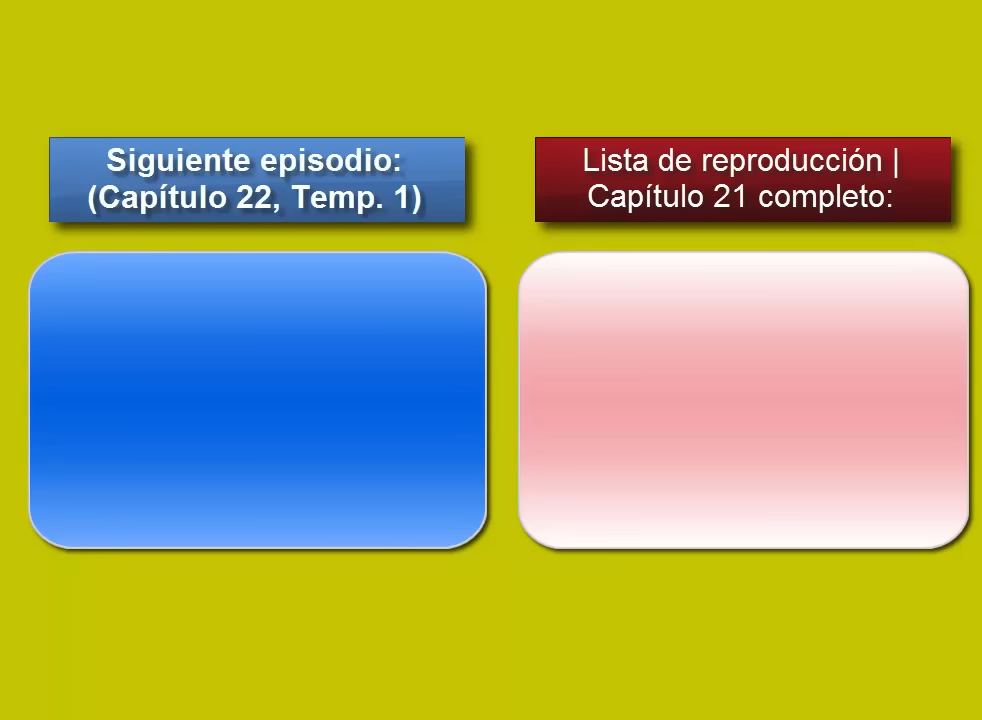 Siguiente episodio:
(Capítulo 22, Temp. 1)
Lista de reproducción |
Capítulo 21 completo: